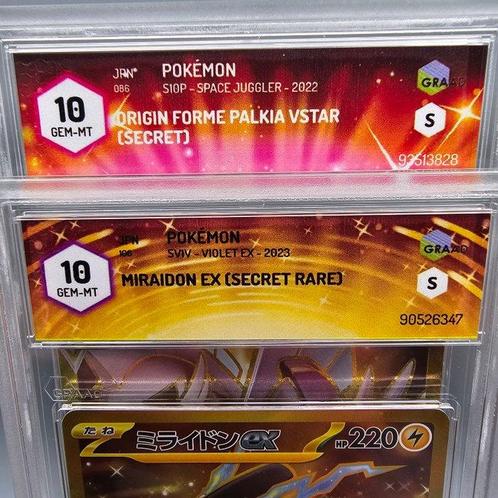 JPN*
086
POKÉMON
S10P - SPACE JUGGLER - 2022
10
GEM-MT
ORIGIN FORME PALKIA VSTAR
(SECRET)
GRAAD
S
93513828
JPN
106
POKÉMON
SV1V - VIOLET EX - 2023
10
GEM-MT
MIRAIDON EX (SECRET RARE)
GRAAD
S
90526347
GRAAD
たね
ミライドンex
HP220